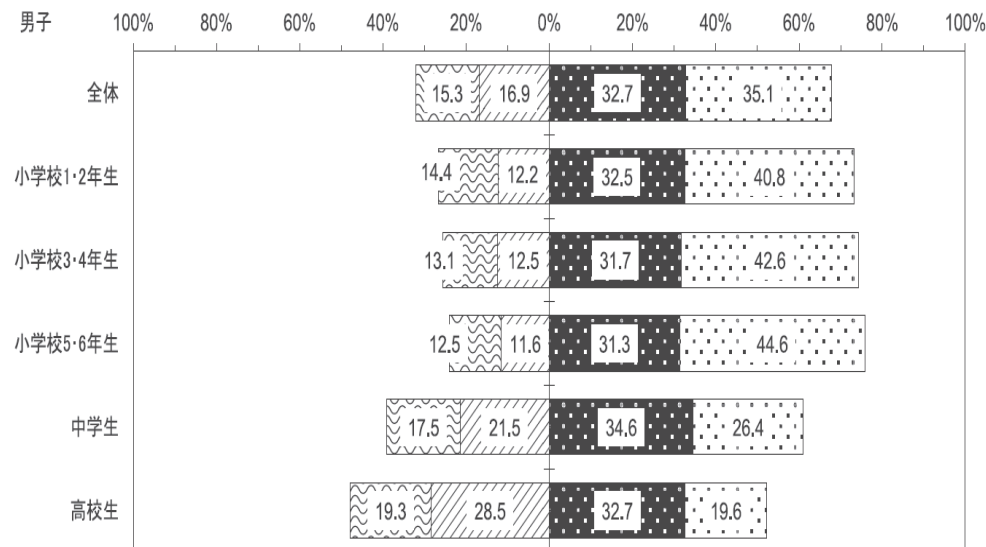 男子 100% 80% 60% 40% 20% 0% 20% 40% 60% 80% 100%
全体 15.3 16.9 32.7 35.1
小学校1･2年生 14.4 12.2 32.5 40.8
小学校3･4年生 13.1 12.5 31.7 42.6
小学校5･6年生 12.5 11.6 31.3 44.6
中学生 17.5 21.5 34.6 26.4
高校生 19.3 28.5 32.7 19.6